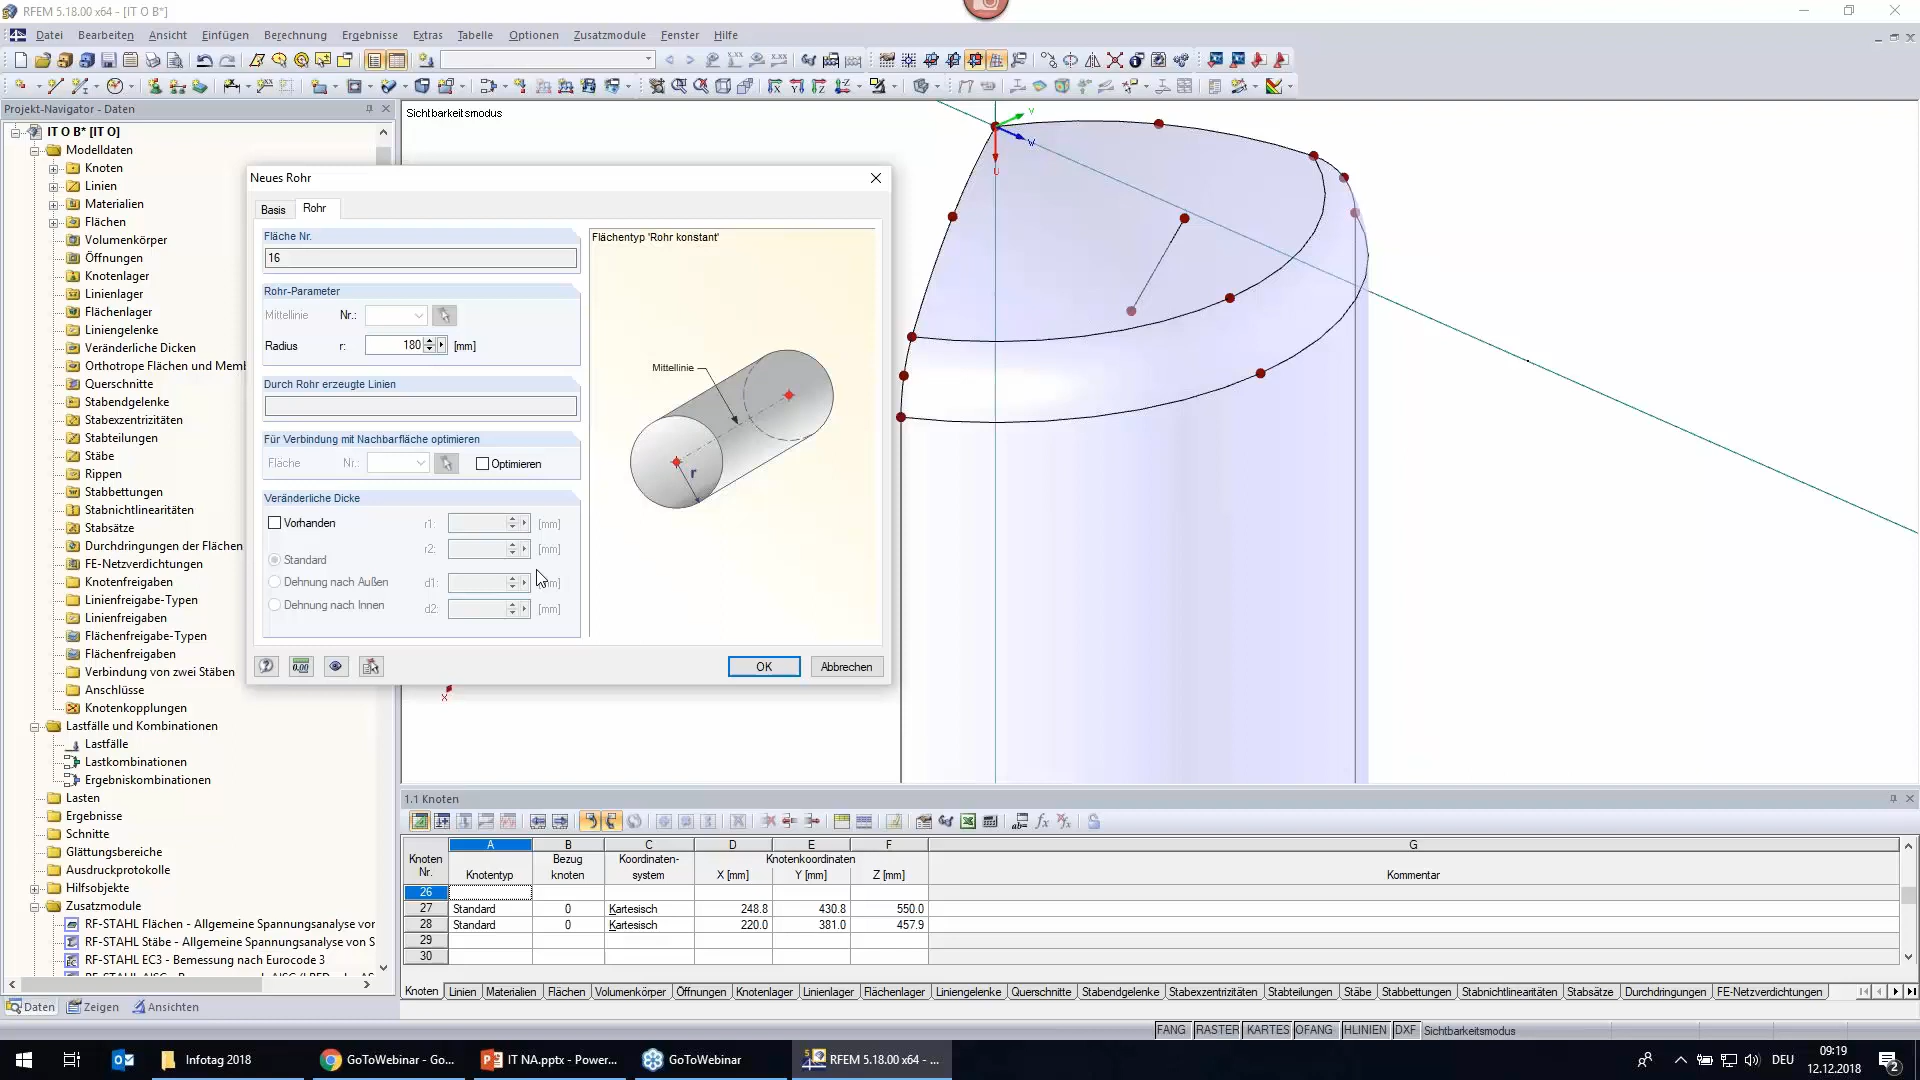 RFEM 5.18.00 x64 - [IT O B*]
Datei Bearbeiten Ansicht Einfügen Berechnung Ergebnisse Extras Tabelle Optionen Zusatzmodule Fenster Hilfe
Projekt-Navigator - Daten
IT O B* [IT O]
Modelldaten
Knoten
Linien
Materialien
Flächen
Volumenkörper
Öffnungen
Knotenlager
Linienlager
Flächenlager
Liniengelenke
Veränderliche Dicken
Orthotrope Flächen und Memb
Querschnitte
Stabendgelenke
Stabexzentrizitäten
Stabteilungen
Stäbe
Rippen
Stabbettungen
Stabnichtlinearitäten
Stabsätze
Durchdringungen der Flächen
FE-Netzverdichtungen
Knotenfreigaben
Linienfreigabe-Typen
Linienfreigaben
Flächenfreigabe-Typen
Flächenfreigaben
Verbindung von zwei Stäben
Anschlüsse
Knotenkopplungen
Lastfälle und Kombinationen
Lastfälle
Lastkombinationen
Ergebniskombinationen
Lasten
Ergebnisse
Schnitte
Glättungsbereiche
Ausdruckprotokolle
Hilfsobjekte
Zusatzmodule
RF-STAHL Flächen - Allgemeine Spannungsanalyse vor
RF-STAHL Stäbe - Allgemeine Spannungsanalyse von S
RF-STAHL EC3 - Bemessung nach Eurocode 3
Daten Zeigen Ansichten
Sichtbarkeitsmodus
Neues Rohr
Basis Rohr
Fläche Nr.
16
Rohr-Parameter
Mittellinie Nr.:
Radius r: 180 [mm]
Durch Rohr erzeugte Linien
Für Verbindung mit Nachbarfläche optimieren
Fläche Nr.: Optimieren
Veränderliche Dicke
Vorhanden r1: [mm]
r2: [mm]
Standard
Dehnung nach Außen d1: [mm]
Dehnung nach Innen d2: [mm]
Flächentyp 'Rohr konstant'
Mittellinie
r
OK Abbrechen
V
W
U
X
1.1 Knoten
A B C D E F G
Knoten Nr. Knotentyp Bezug knoten Koordinaten-system Knotenkoordinaten X [mm] Y [mm] Z [mm] Kommentar
26
27 Standard 0 Kartesisch 248.8 430.8 550.0
28 Standard 0 Kartesisch 220.0 381.0 457.9
29
30
Knoten Linien Materialien Flächen Volumenkörper Öffnungen Knotenlager Linienlager Flächenlager Liniengelenke Querschnitte Stabendgelenke Stabexzentrizitäten Stabteilungen Stäbe Stabbettungen Stabnichtlinearitäten Stabsätze Durchdringungen FE-Netzverdichtungen
FANG RASTER KARTES OFANG HLINIEN DXF Sichtbarkeitsmodus
Infotag 2018 GoToWebinar - Go... IT NA.pptx - Power... GoToWebinar RFEM 5.18.00 x64 - ... DEU 09:19
12.12.2018
2